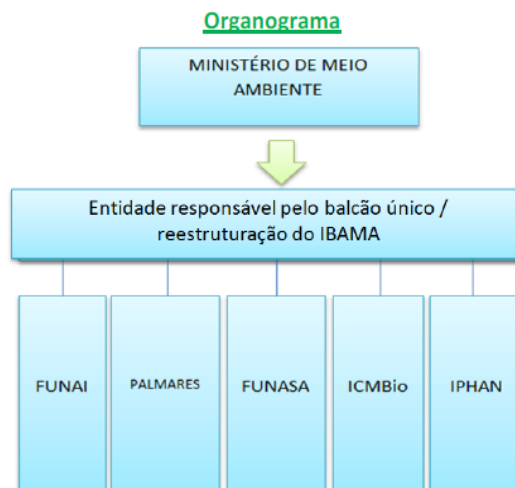 Organograma
MINISTÉRIO DE MEIO
AMBIENTE
Entidade responsável pelo balcão único /
reestruturação do IBAMA
FUNAI
PALMARES
FUNASA
ICMBio
IPHAN